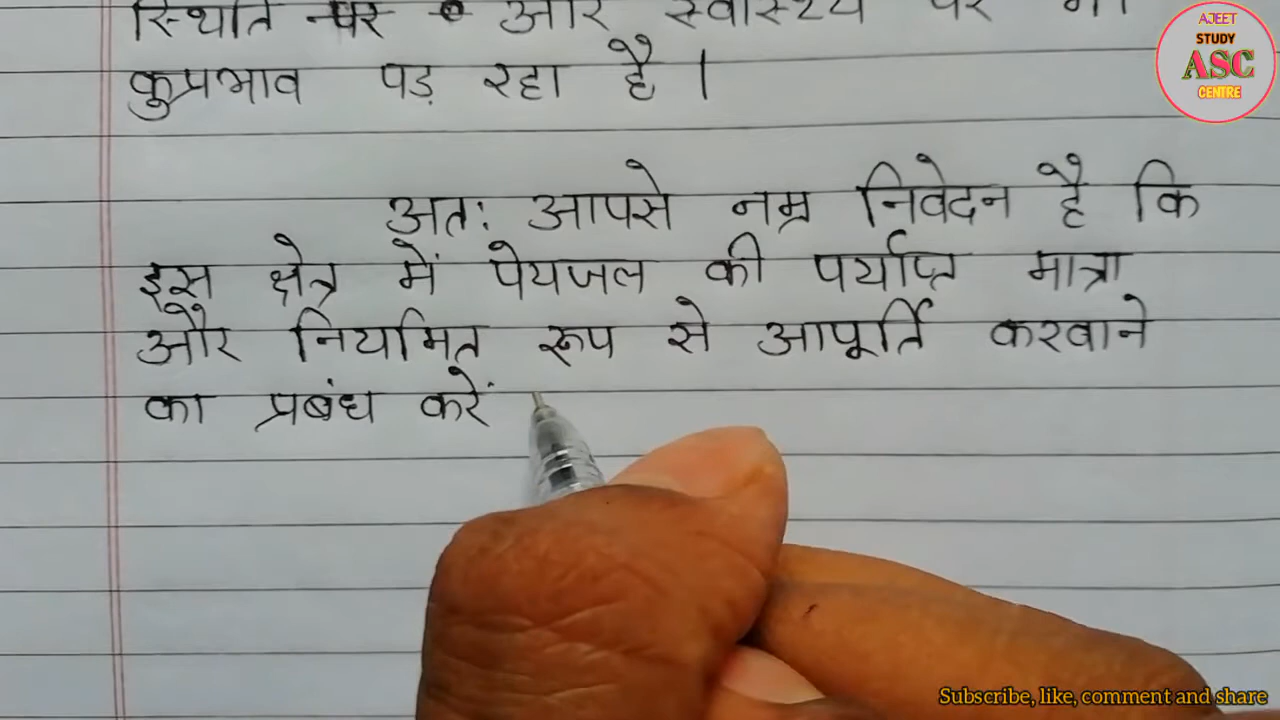 स्थिति पर और स्वास्थ्य पर भी
कुप्रभाव पड़ रहा है।
अतः आपसे नम्र निवेदन है कि
इस क्षेत्र में पेयजल की पर्याप्त मात्रा
और नियमित रूप से आपूर्ति करवाने
का प्रबंध करें
AJEET
STUDY
ASC
CENTRE
Subscribe, like, comment and share